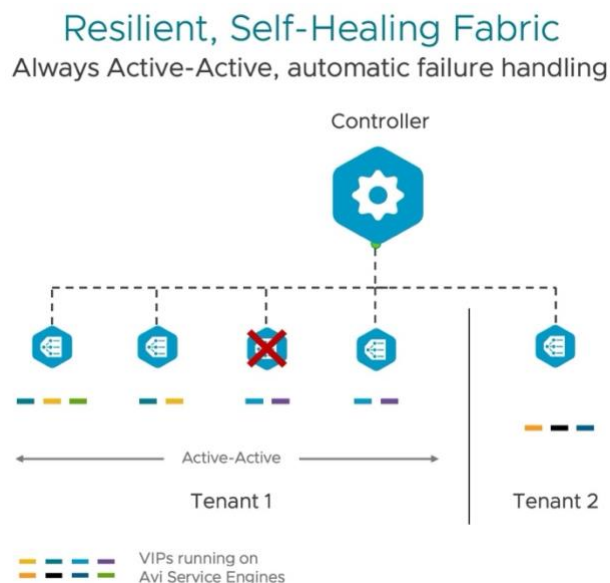 Resilient, Self-Healing Fabric
Always Active-Active, automatic failure handling
Controller
Active-Active
Tenant 1
Tenant 2
VIPs running on
Avi Service Engines